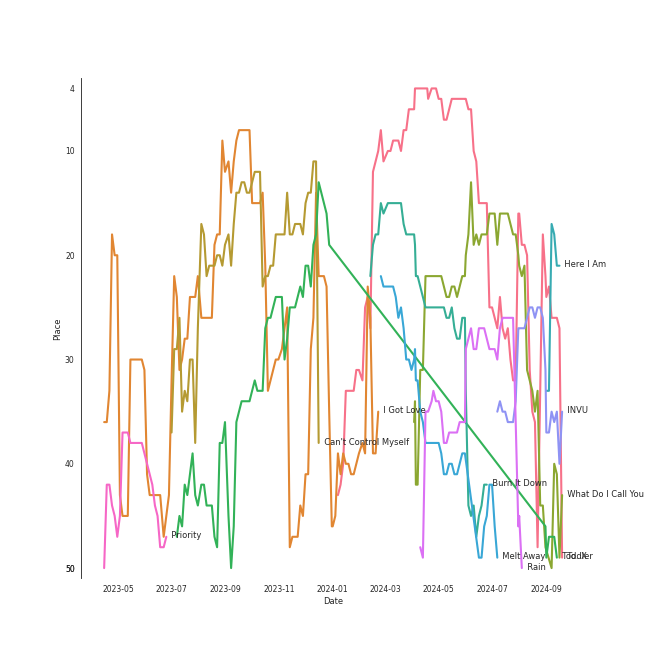 4
10
20
30
40
50
Place
2023-05
2023-07
2023-09
2023-11
2024-01
2024-03
2024-05
2024-07
2024-09
Date
Here I Am
I Got Love
INVU
Can't Control Myself
Burn It Down
What Do I Call You
Priority
Melt Away
Rain